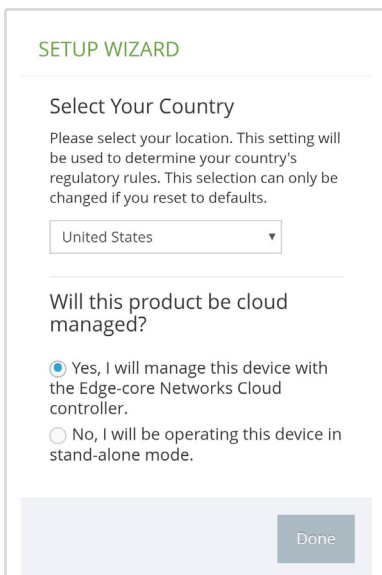 SETUP WIZARD
Select Your Country
Please select your location. This setting will
be used to determine your country's
regulatory rules. This selection can only be
changed if you reset to defaults.
United States
Will this product be cloud
managed?
Yes, I will manage this device with
the Edge-core Networks Cloud
controller.
No, I will be operating this device in
stand-alone mode.
Done